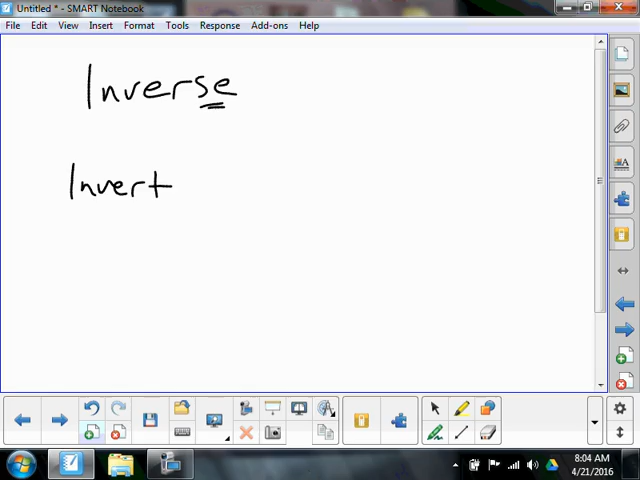 Untitled * - SMART Notebook
File Edit View Insert Format Tools Response Add-ons Help
Inverse
Invert
8:04 AM
4/21/2016